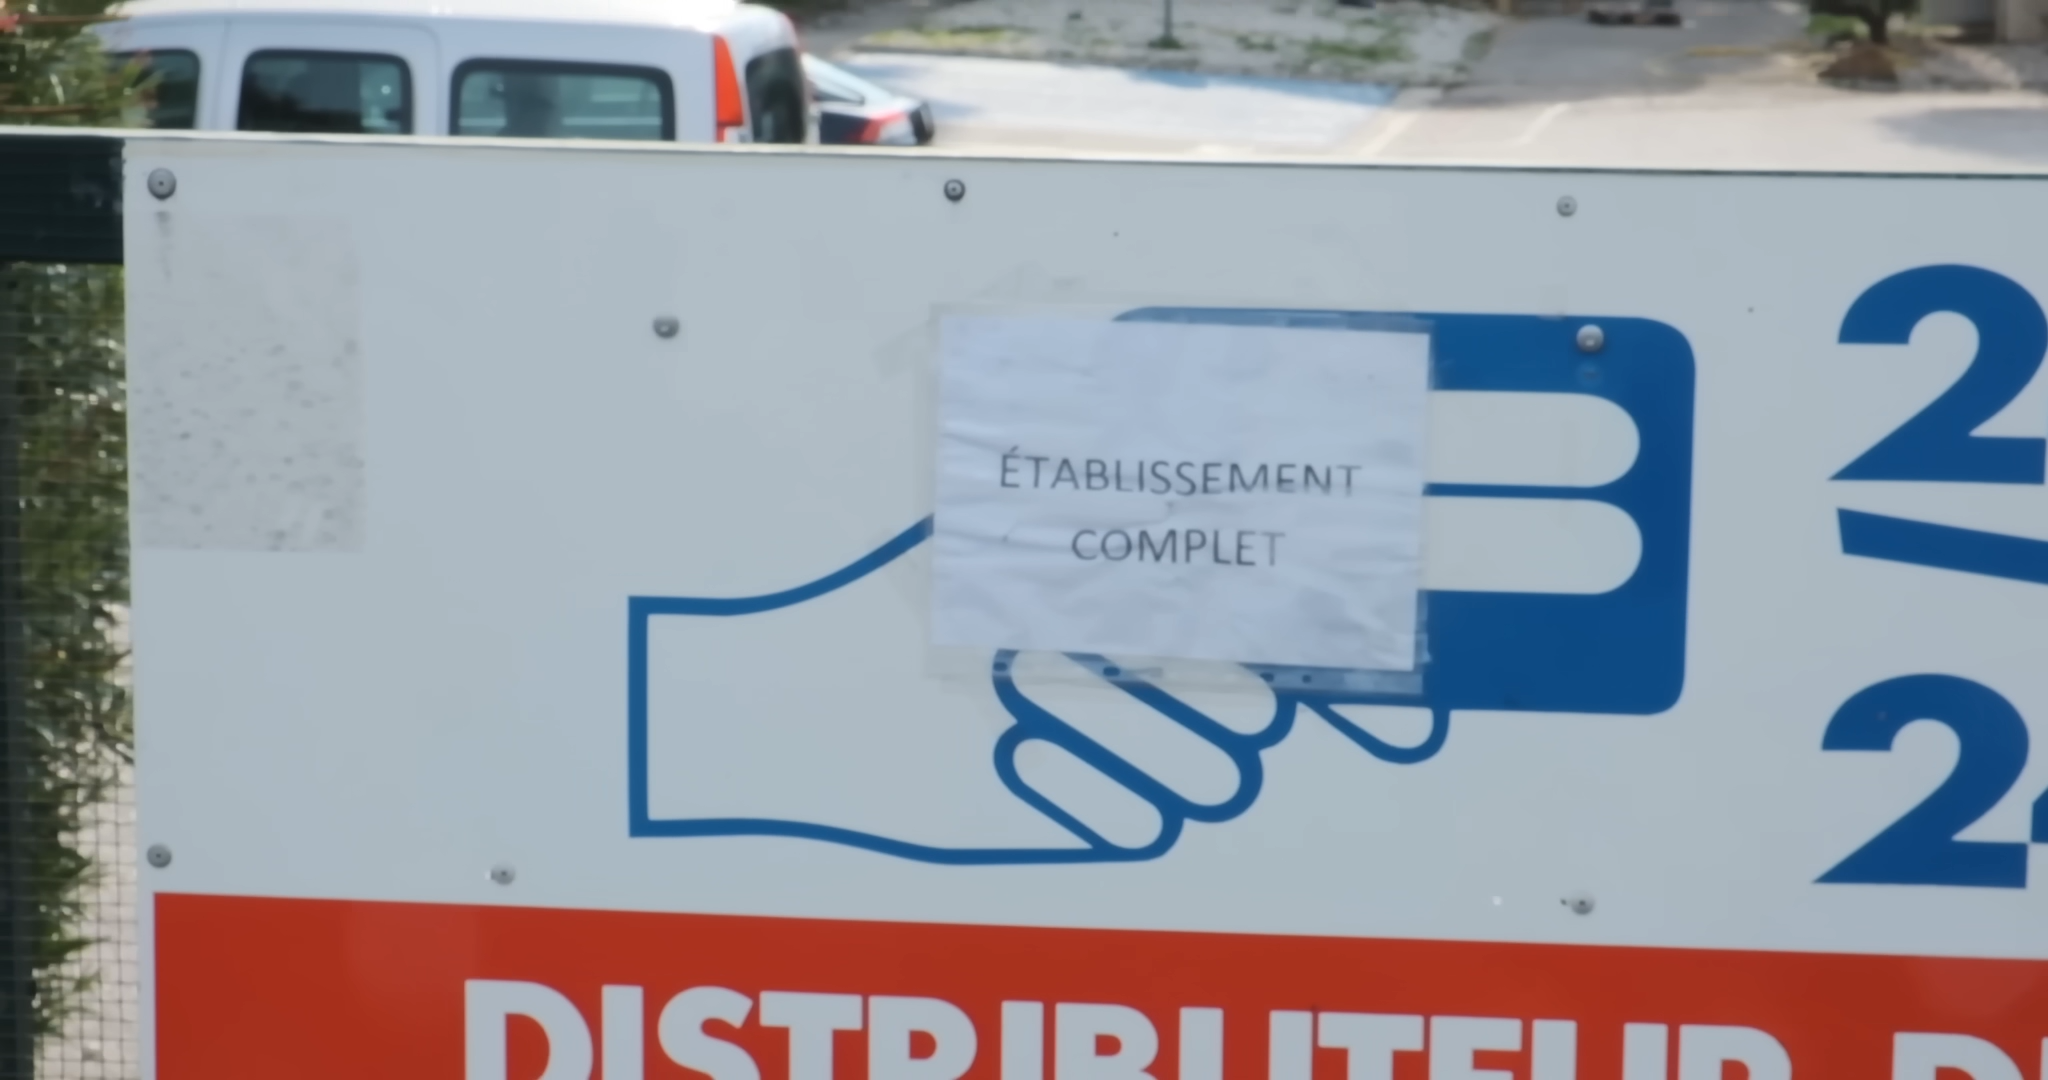 ÉTABLISSEMENT
COMPLET
2
/
2
DISTRIBUTEUR